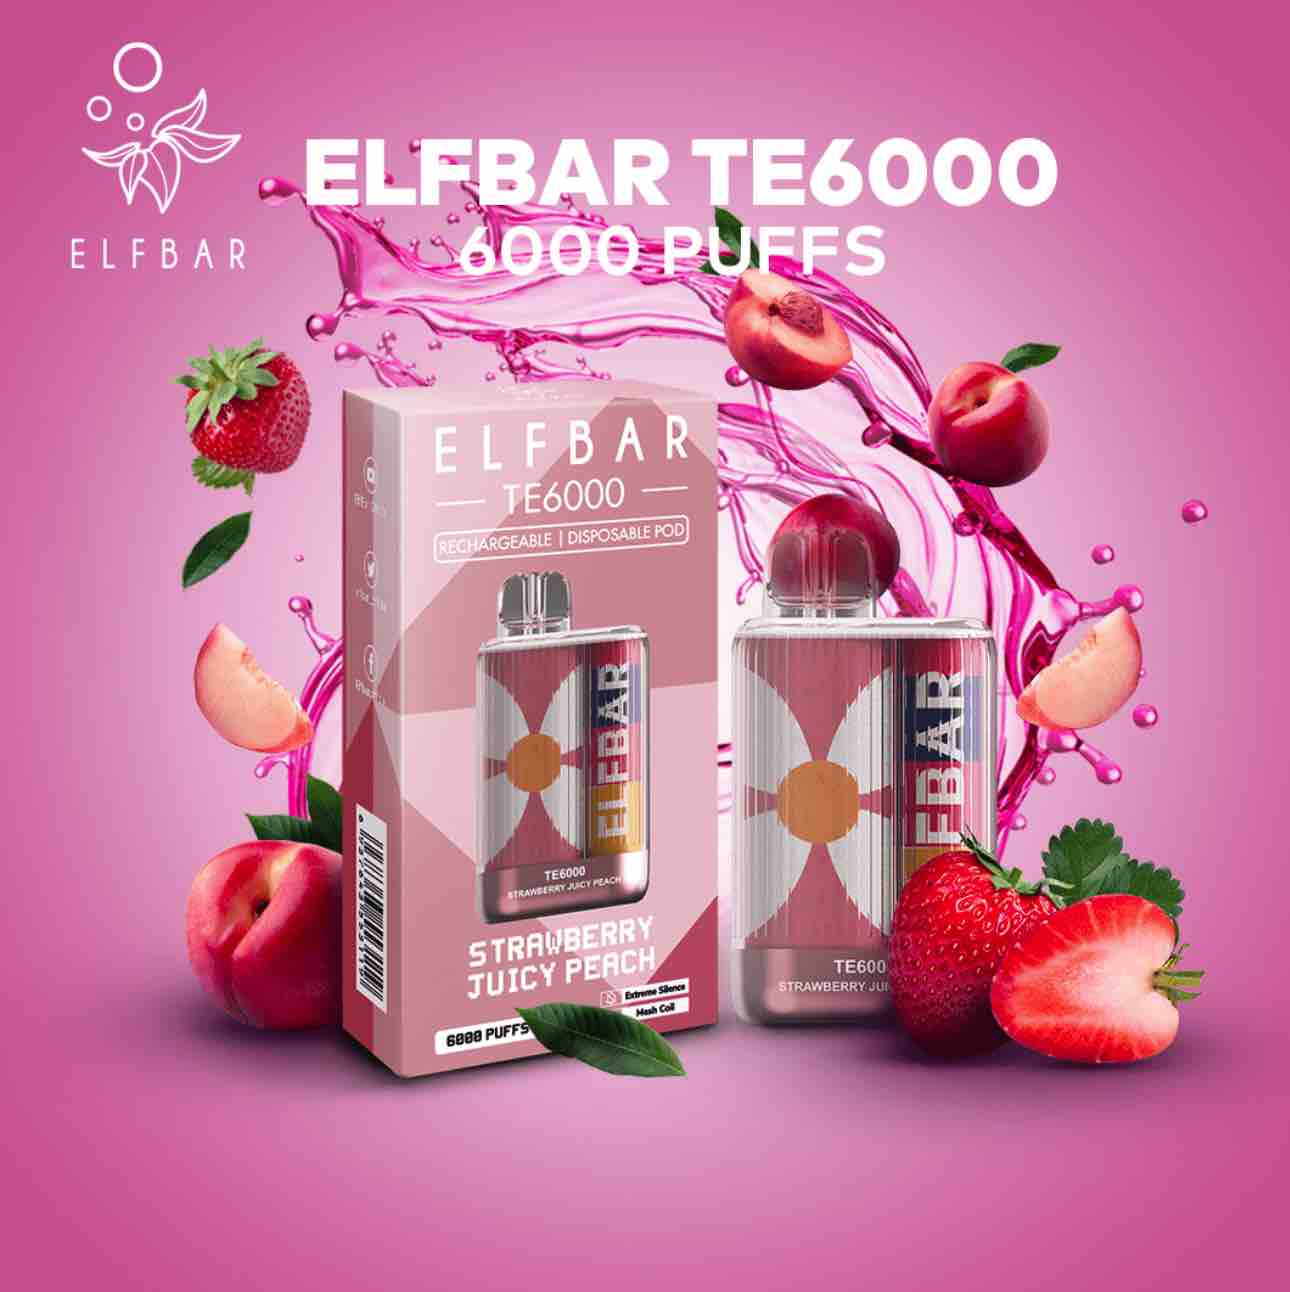 ELFBAR
ELFBAR TE6000
6000 PUFFS
ELFBAR
TE6000
RECHARGEABLE | DISPOSABLE POD
ELFBAR
TE6000
STRAWBERRY JUICY PEACH
STRAWBERRY
JUICY PEACH
Extreme Silence
Mesh Coil
6000 PUFFS
ELFBAR
TE600
STRAWBERRY JUI